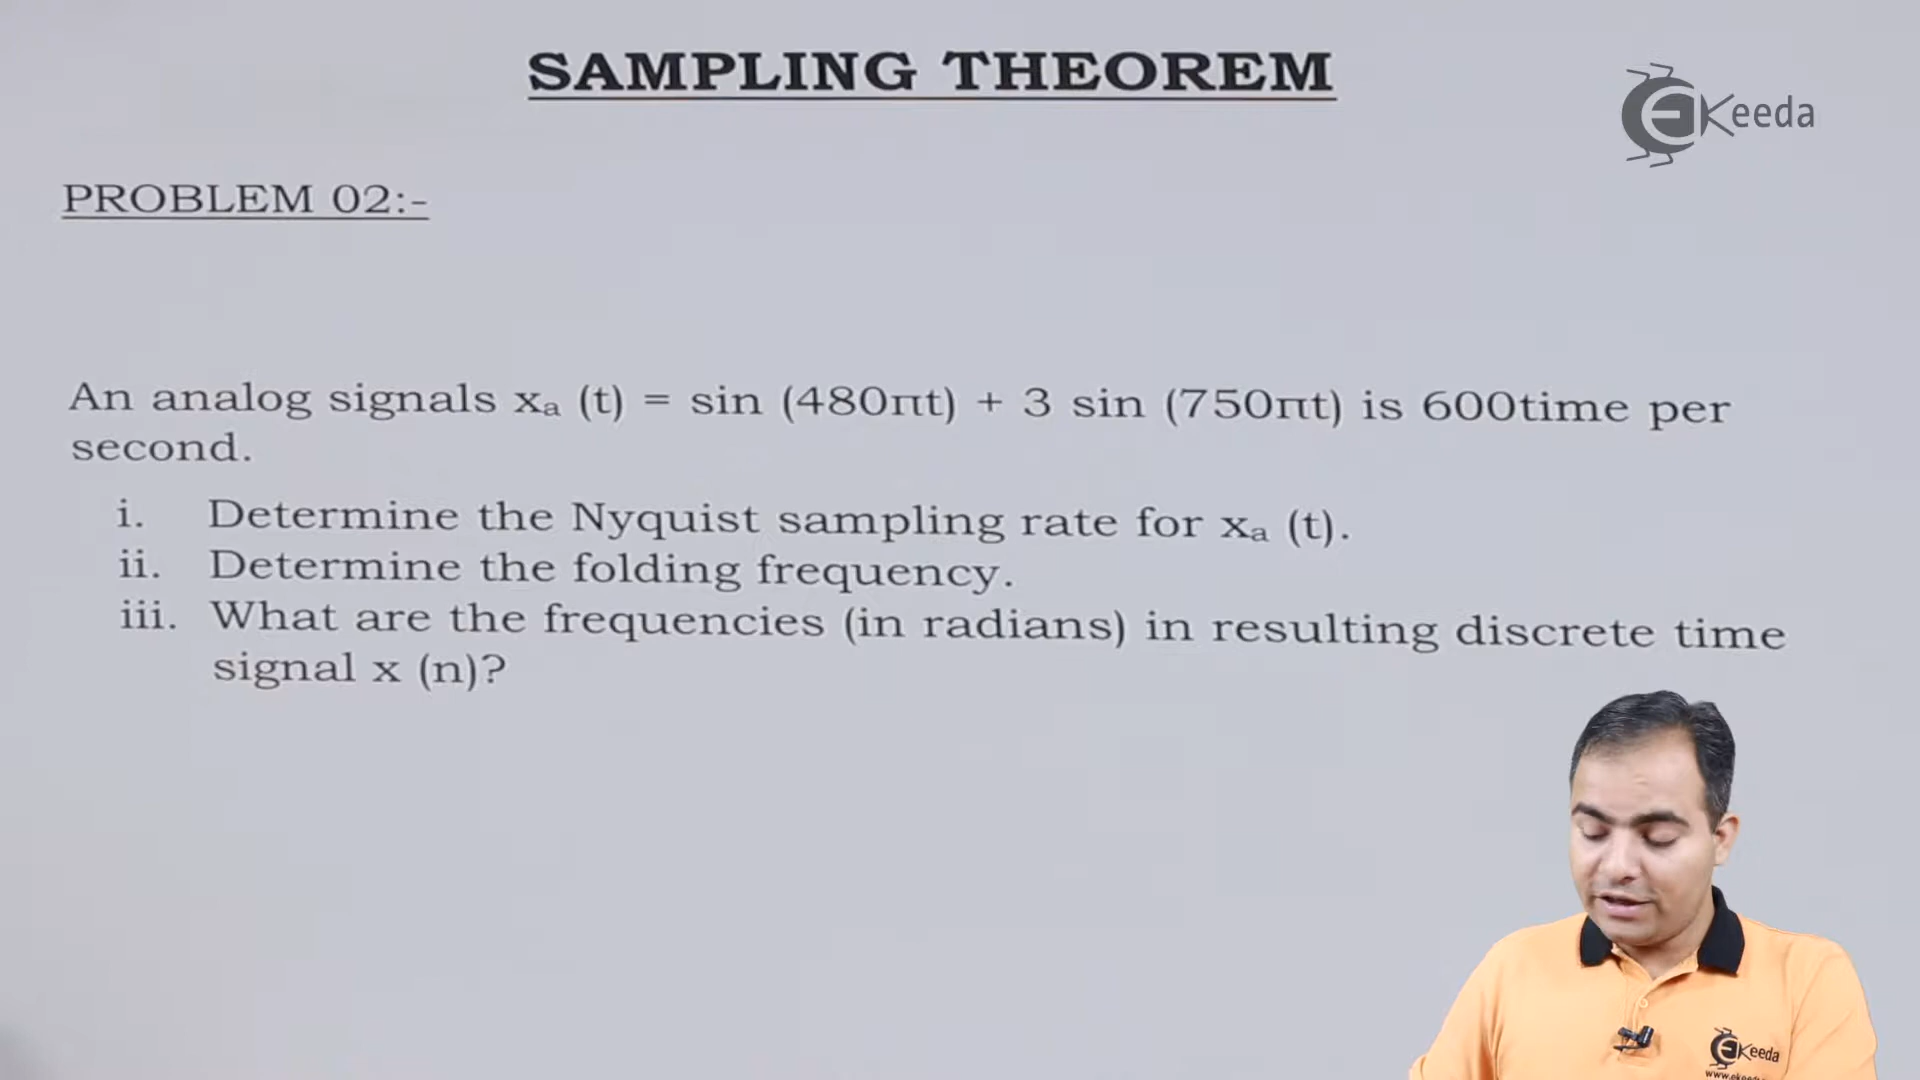 SAMPLING THEOREM
EKeeda
PROBLEM 02:-
An analog signals xₐ (t) = sin (480πt) + 3 sin (750πt) is 600time per
second.
i. Determine the Nyquist sampling rate for xₐ (t).
ii. Determine the folding frequency.
iii. What are the frequencies (in radians) in resulting discrete time
signal x (n)?
EKeeda